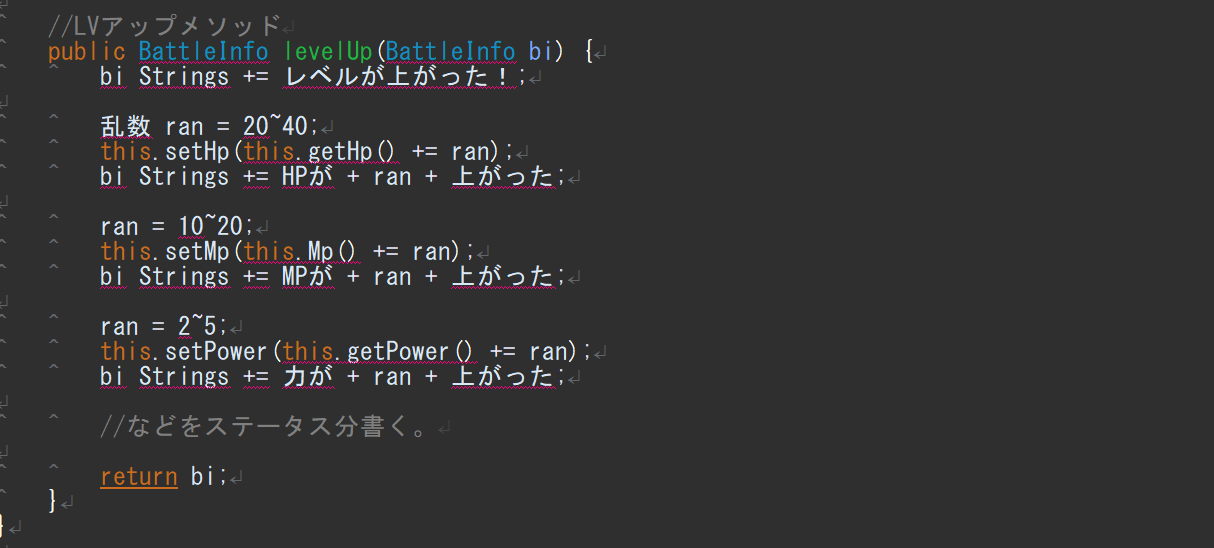 //LVアップメソッド
public BattleInfo levelUp(BattleInfo bi) {
bi Strings += レベルが上がった！;
乱数 ran = 20~40;
this.setHp(this.getHp() += ran);
bi Strings += HPが + ran + 上がった;
ran = 10~20;
this.setMp(this.Mp() += ran);
bi Strings += MPが + ran + 上がった;
ran = 2~5;
this.setPower(this.getPower() += ran);
bi Strings += 力が + ran + 上がった;
//などをステータス分書く。
return bi;
}
}